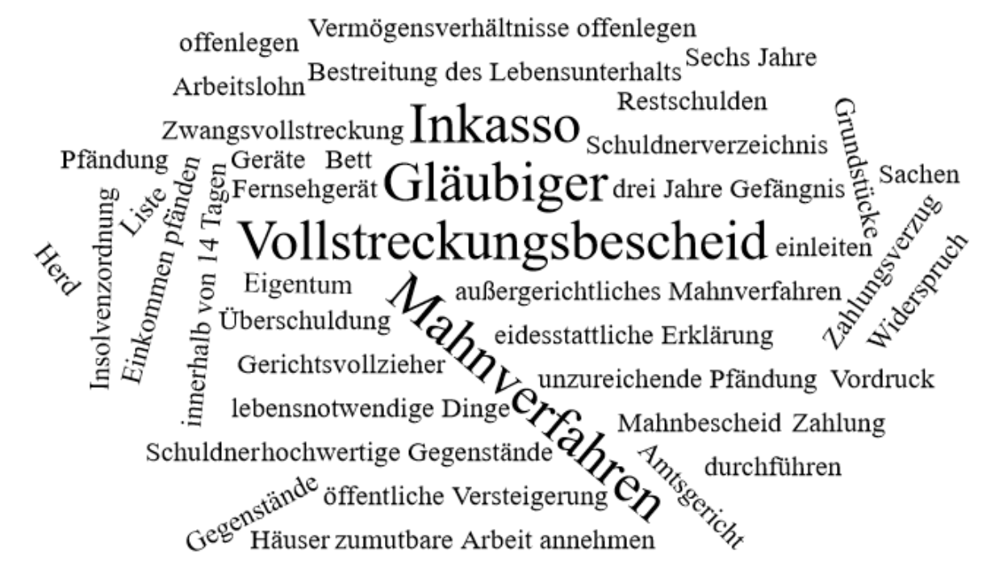 Vermögensverhältnisse offenlegen
offenlegen
Sechs Jahre
Bestreitung des Lebensunterhalts
Arbeitslohn
Restschulden
Inkasso
Zwangsvollstreckung
Schuldnerverzeichnis
Grundstücke
Pfändung
Geräte
Bett
Sachen
Gläubiger
Fernsehgerät
drei Jahre Gefängnis
Liste
Einkommen pfänden
innerhalb von 14 Tagen
Insolvenzordnung
Herd
Vollstreckungsbescheid
einleiten
Zahlungsverzug
Widerspruch
Eigentum
außergerichtliches Mahnverfahren
Mahnverfahren
Überschuldung
eidesstattliche Erklärung
Gerichtsvollzieher
unzureichende Pfändung
Vordruck
lebensnotwendige Dinge
Mahnbescheid
Zahlung
Schuldner
hochwertige Gegenstände
Amtsgericht
durchführen
Gegenstände
öffentliche Versteigerung
Häuser
zumutbare Arbeit annehmen